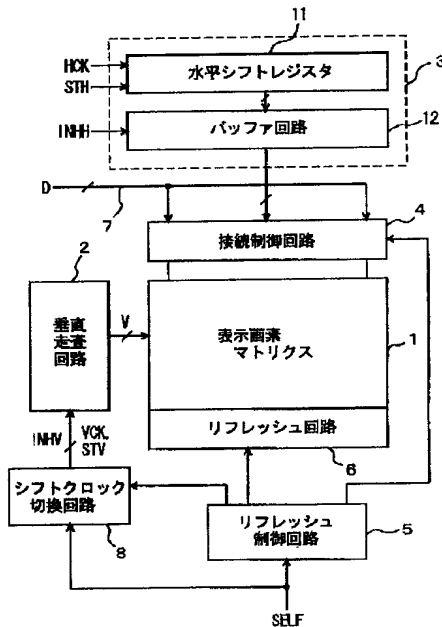 11
3
HCK
STH
水平シフトレジスタ
INHH
バッファ回路
12
D
7
4
接続制御回路
2
垂直
走査
回路
V
表示画素
マトリクス
1
リフレッシュ回路
6
INHV
VCK,
STV
シフトクロック
切換回路
8
リフレッシュ
制御回路
5
SELF